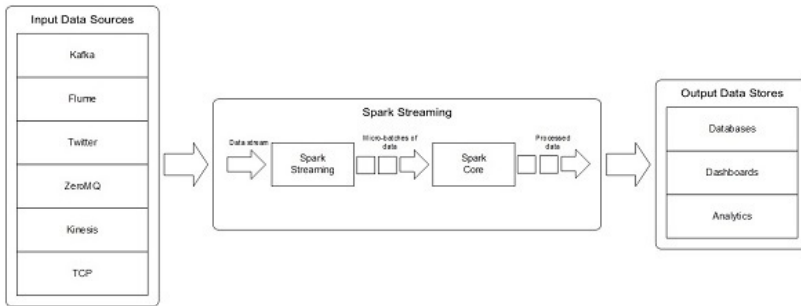 Input Data Sources
Kafka
Flume
Twitter
ZeroMQ
Kinesis
TCP
Spark Streaming
Data stream
Spark
Streaming
Micro-batches of
data
Spark
Core
Processed
data
Output Data Stores
Databases
Dashboards
Analytics